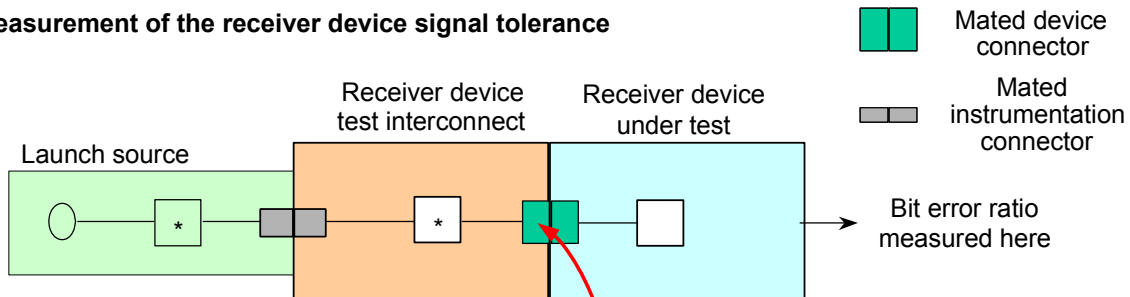 easurement of the receiver device signal tolerance
Mated device
connector
Mated
instrumentation
connector
Receiver device
test interconnect
Receiver device
under test
Launch source
*
*
Bit error ratio
measured here